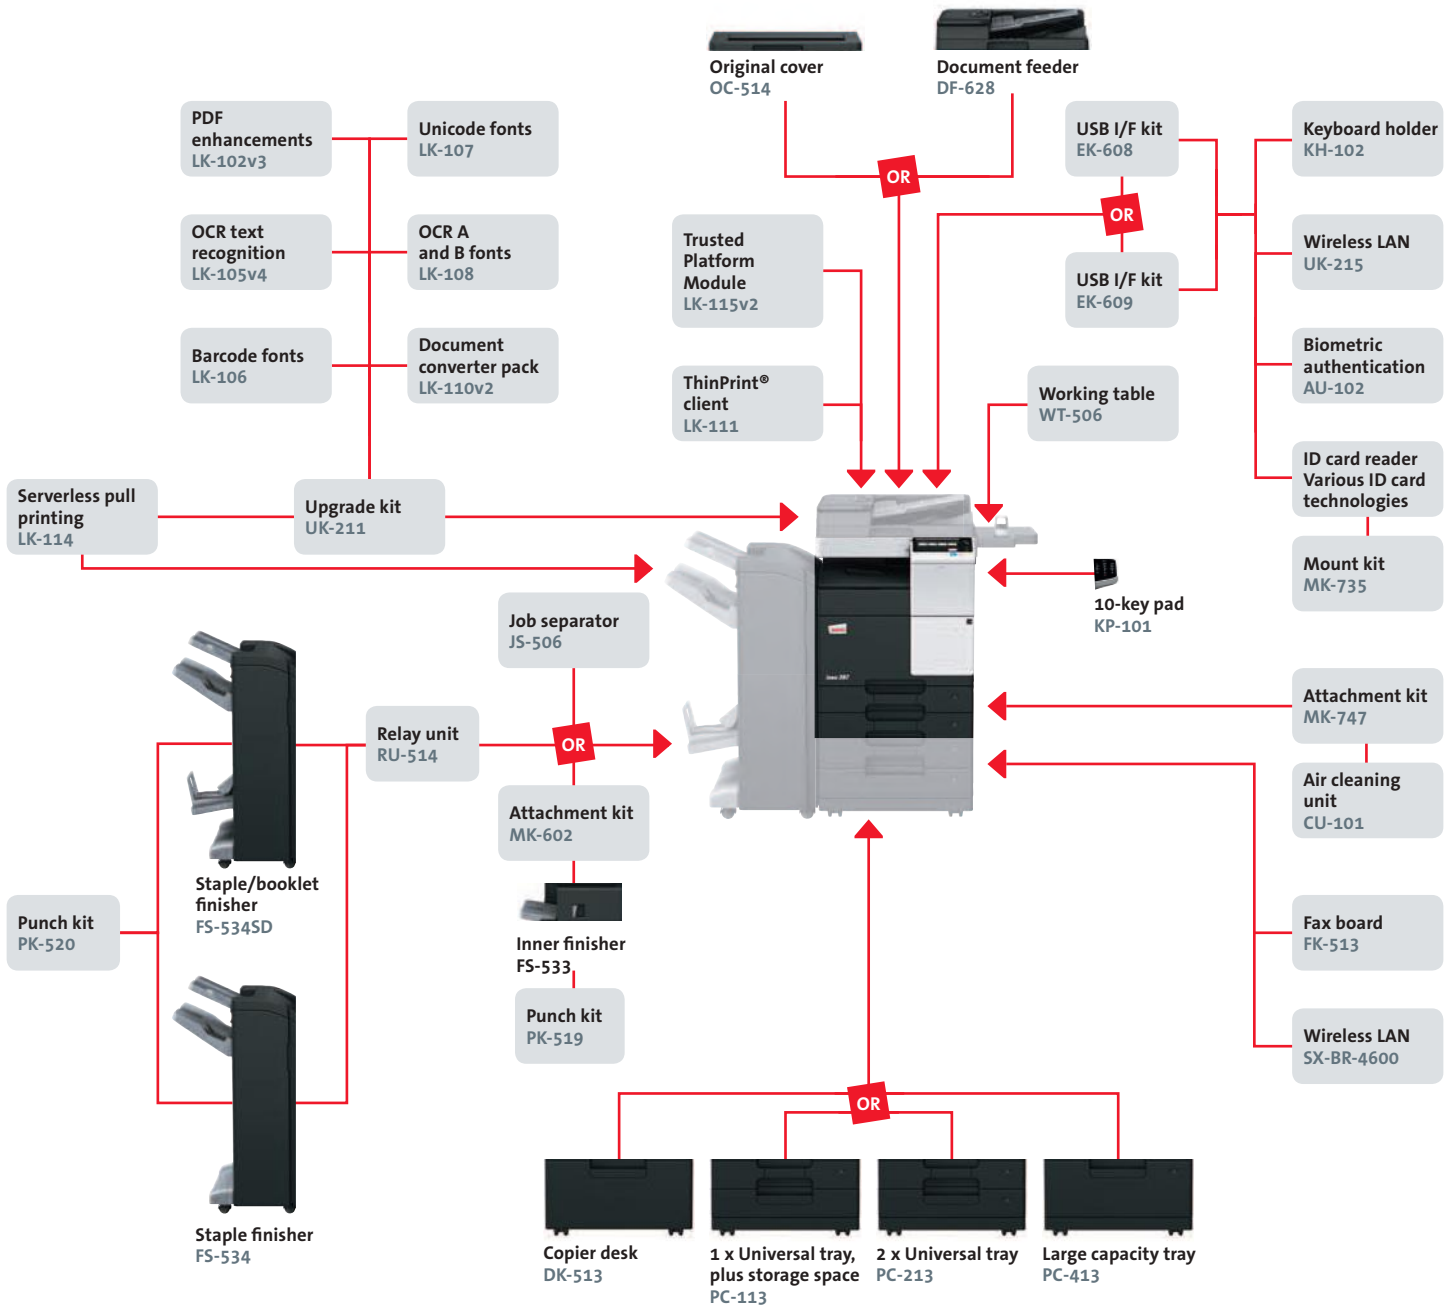 Original cover
OC-514
Document feeder
DF-628
PDF
enhancements
LK-102v3
Unicode fonts
LK-107
USB I/F kit
EK-608
Keyboard holder
KH-102
OR
OR
OCR text
recognition
LK-105v4
OCR A
and B fonts
LK-108
Trusted
Platform
Module
LK-115v2
USB I/F kit
EK-609
Wireless LAN
UK-215
Barcode fonts
LK-106
Document
converter pack
LK-110v2
ThinPrint®
client
LK-111
Working table
WT-506
Biometric
authentication
AU-102
ID card reader
Various ID card
technologies
Serverless pull
printing
LK-114
Upgrade kit
UK-211
Mount kit
MK-735
10-key pad
KP-101
Job separator
JS-506
Relay unit
RU-514
OR
Attachment kit
MK-747
Attachment kit
MK-602
Air cleaning
unit
CU-101
Staple/booklet
finisher
FS-534SD
Punch kit
PK-520
Inner finisher
FS-533
Fax board
FK-513
Punch kit
PK-519
Wireless LAN
SX-BR-4600
OR
Staple finisher
FS-534
Copier desk
DK-513
1 x Universal tray,
plus storage space
PC-113
2 x Universal tray
PC-213
Large capacity tray
PC-413